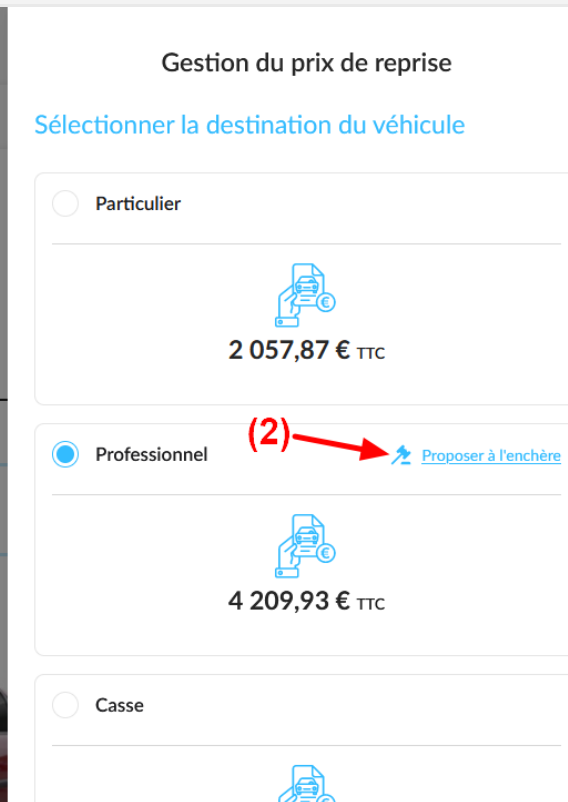 Gestion du prix de reprise
Sélectionner la destination du véhicule
Particulier
€
2 057,87 € TTC
(2)
Professionnel
Proposer à l'enchère
€
4 209,93 € TTC
Casse